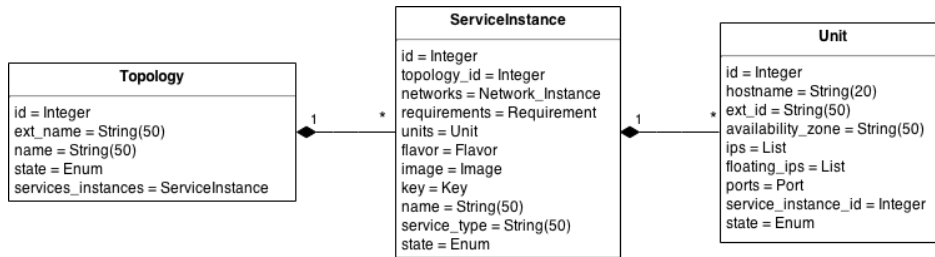 Topology
id = Integer
ext_name = String(50)
name = String(50)
state = Enum
services_instances = ServiceInstance
1
*
ServiceInstance
id = Integer
topology_id = Integer
networks = Network_Instance
requirements = Requirement
units = Unit
flavor = Flavor
image = Image
key = Key
name = String(50)
service_type = String(50)
state = Enum
1
*
Unit
id = Integer
hostname = String(20)
ext_id = String(50)
availability_zone = String(50)
ips = List
floating_ips = List
ports = Port
service_instance_id = Integer
state = Enum